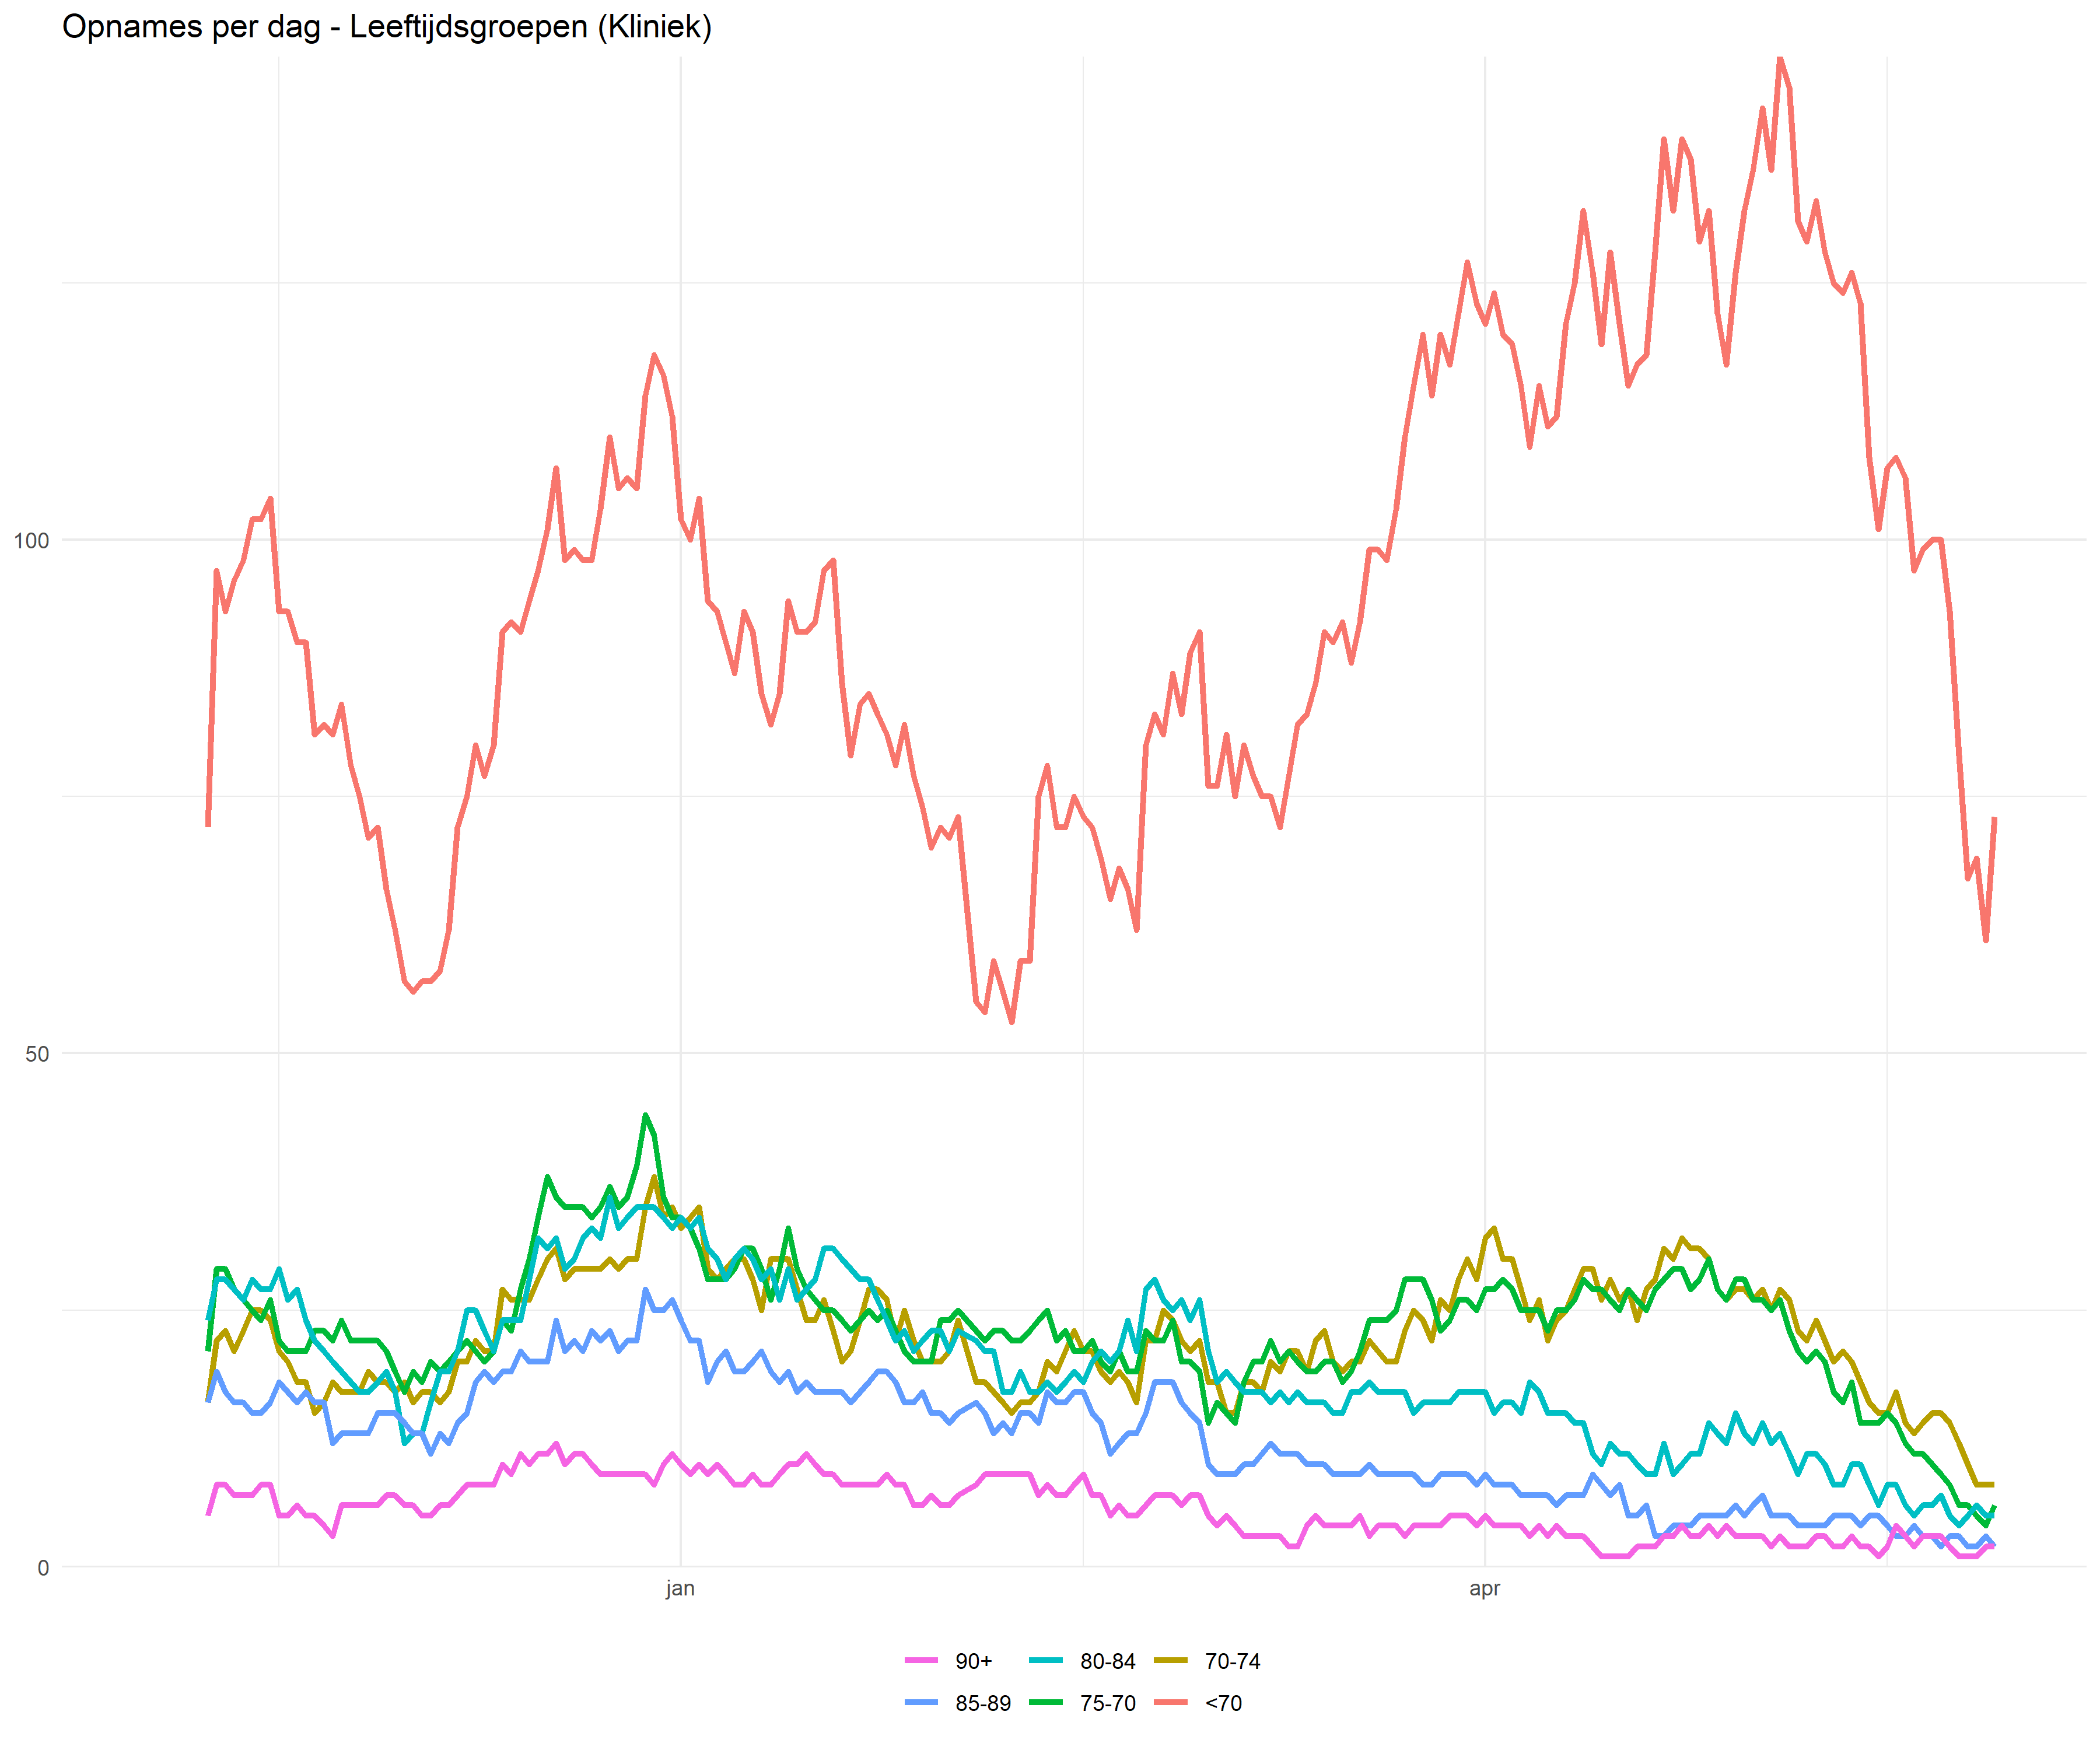 Opnames per dag - Leeftijdsgroepen (Kliniek)
100
50
0
jan apr
90+ 80-84 70-74
85-89 75-70 <70